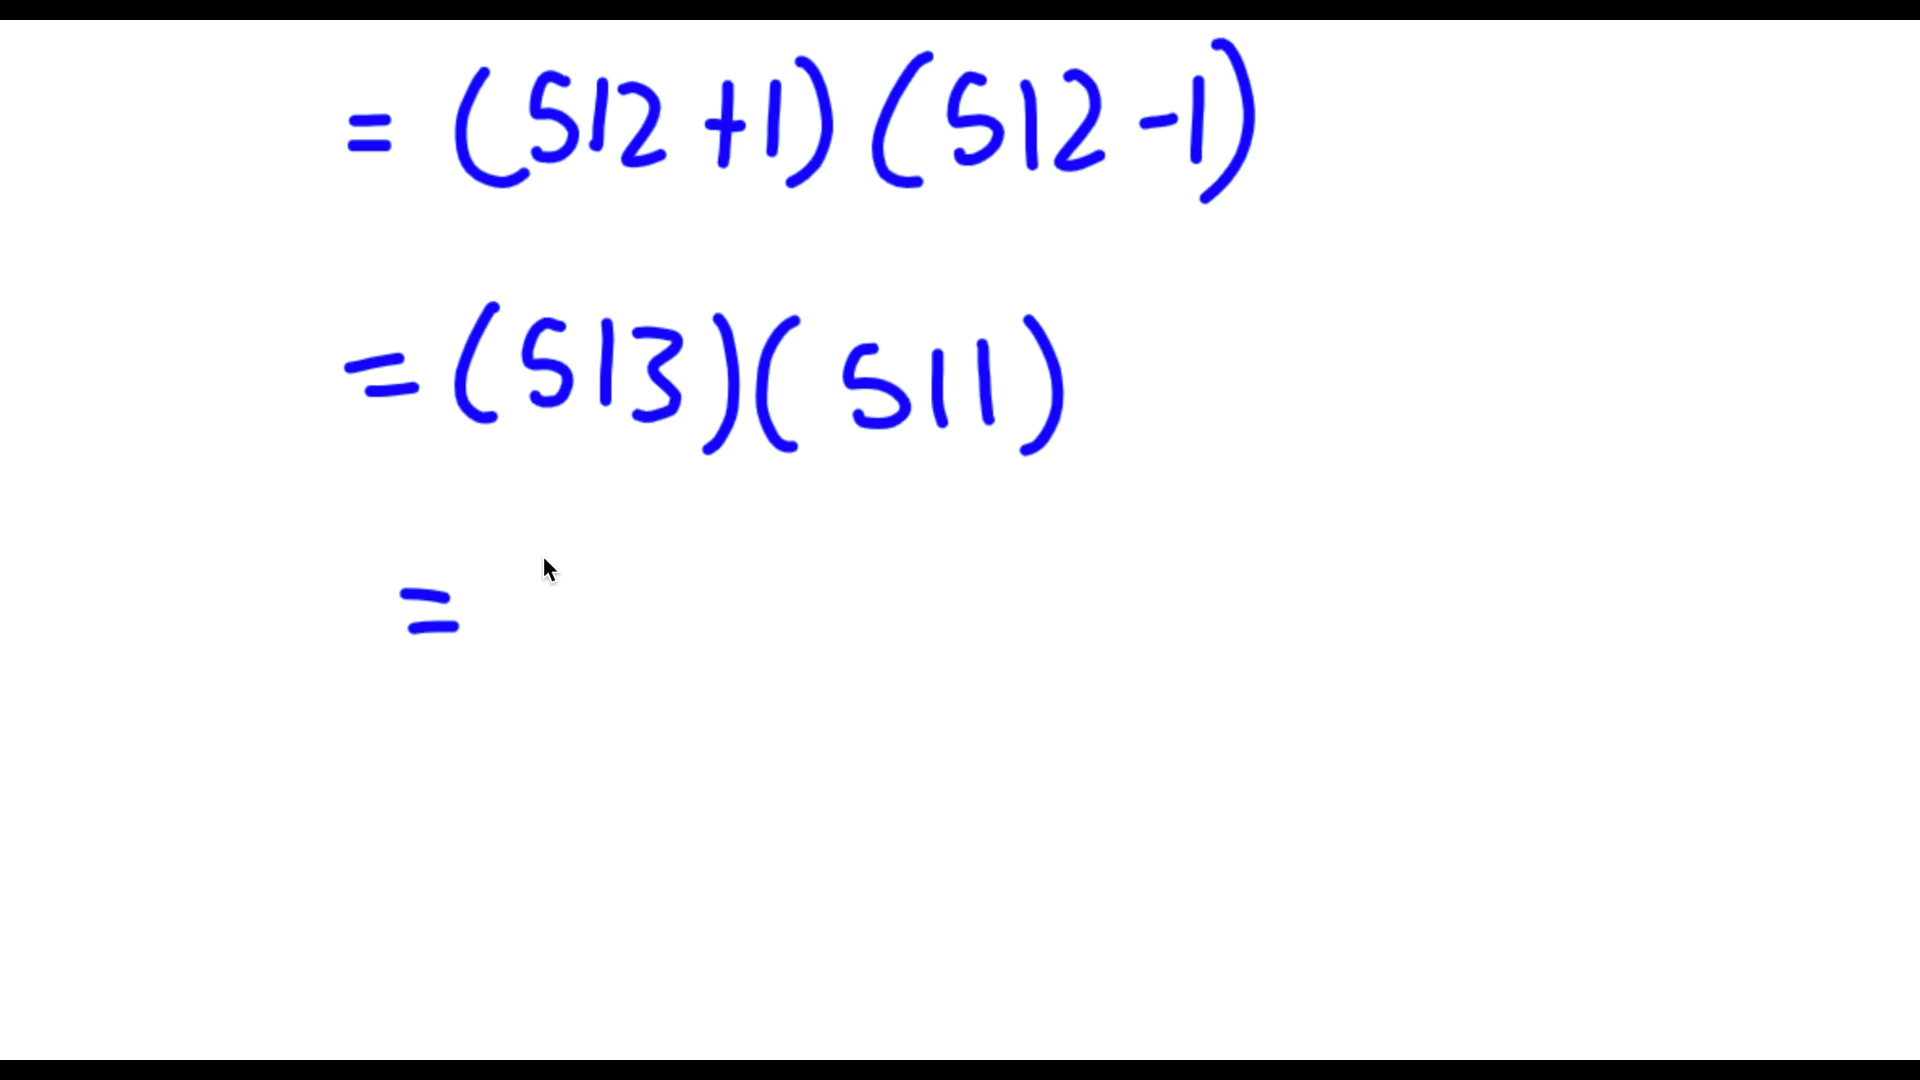 = (512 + 1) (512 - 1)
= (513) (511)
=